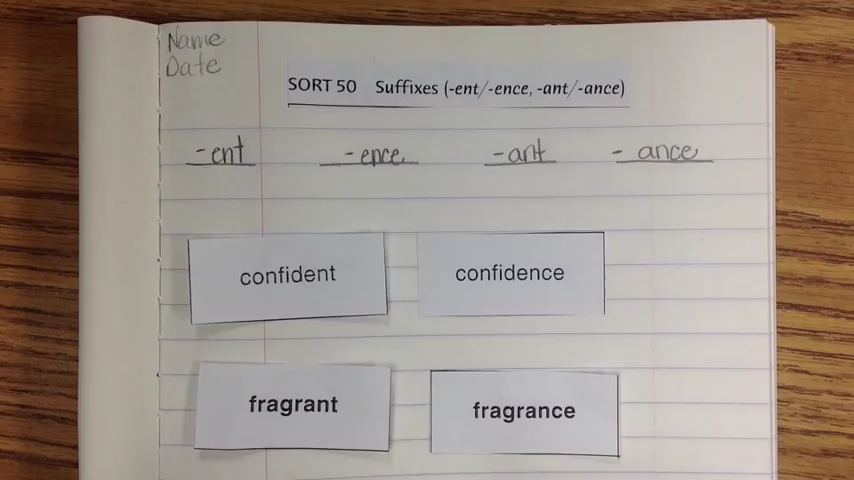 Name
Date
SORT 50 Suffixes (-ent/-ence, -ant/-ance)
-ent -ence -ant -ance
confident confidence
fragrant fragrance